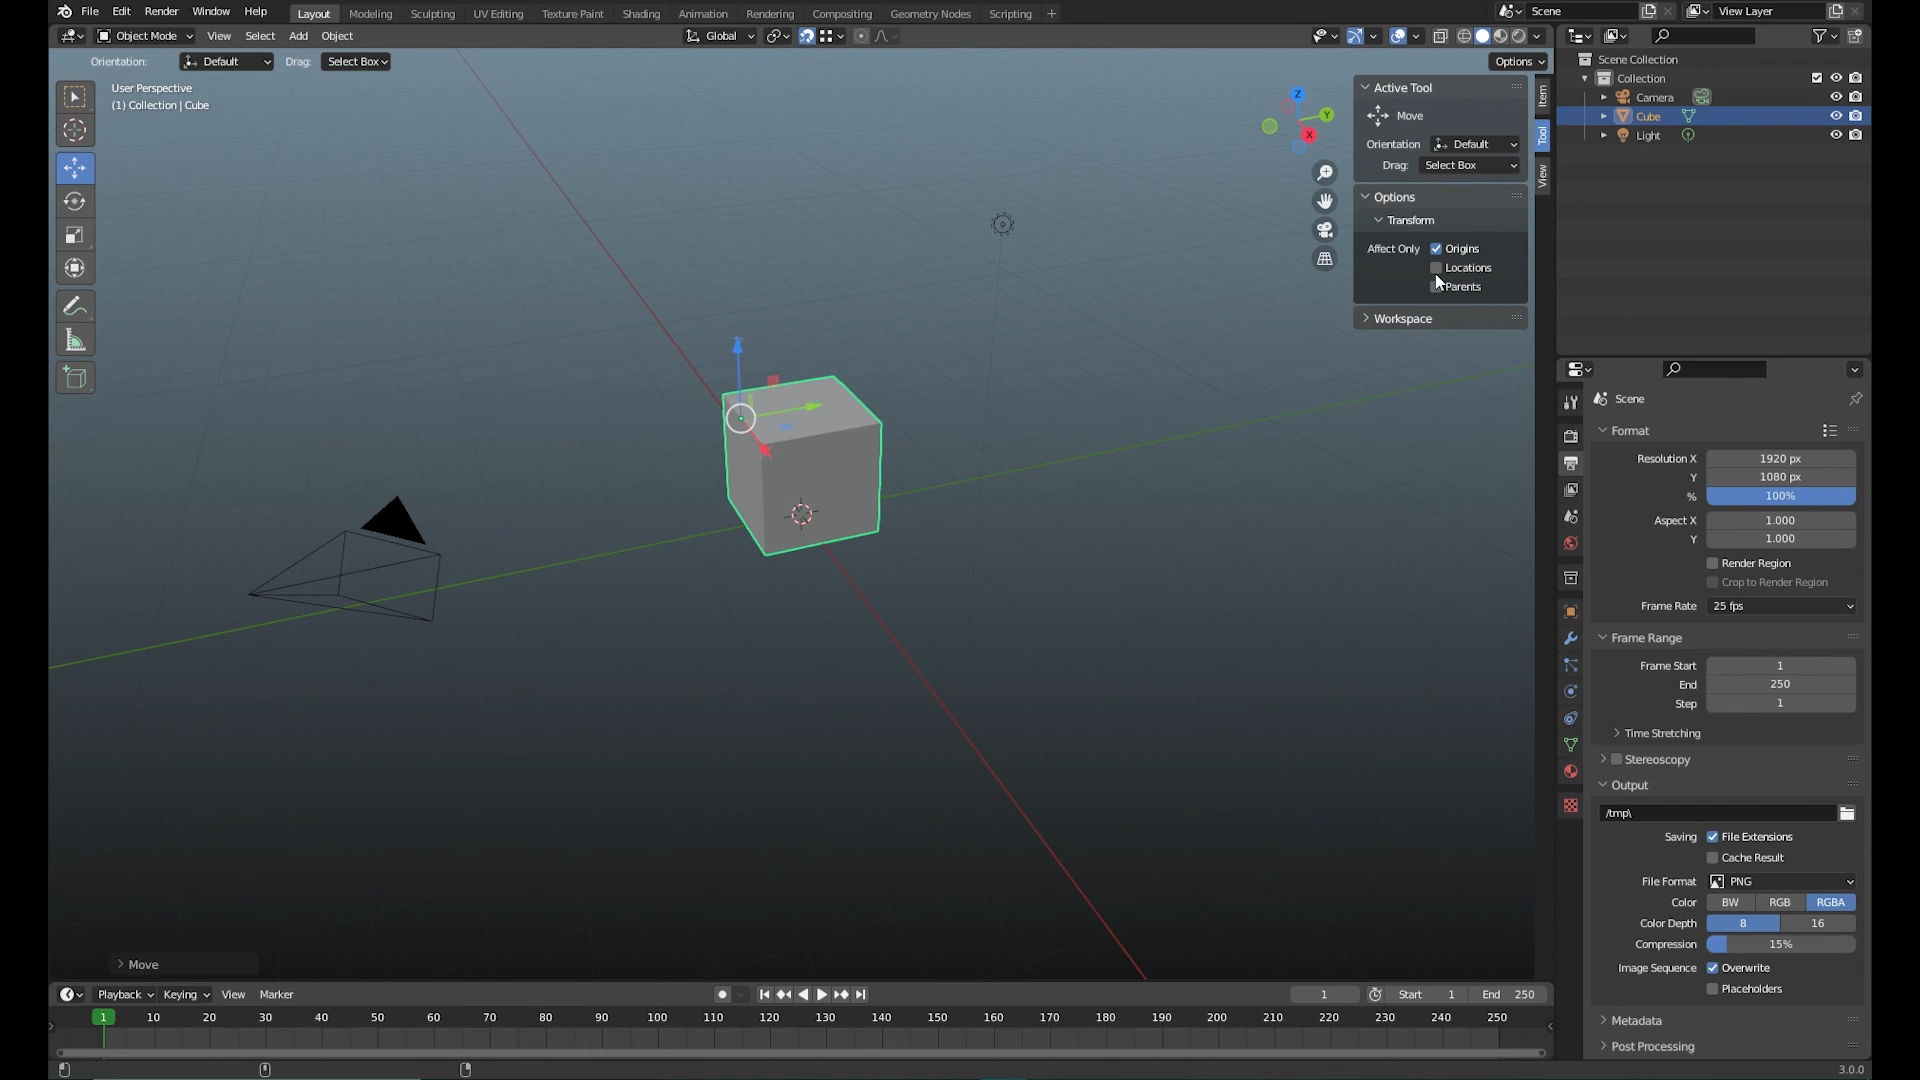 File Edit Render Window Help Layout Modeling Sculpting UV Editing Texture Paint Shading Animation Rendering Compositing Geometry Nodes Scripting + Scene View Layer
Object Mode View Select Add Object Global
Orientation: Default Drag: Select Box Options
User Perspective
(1) Collection | Cube
Z
Y
X
Active Tool
Move
Orientation Default
Drag: Select Box
Options
Transform
Affect Only Origins
Locations
Parents
Workspace
Item
Tool
View
Scene Collection
Collection
Camera
Cube
Light
Scene
Format
Resolution X 1920 px
Y 1080 px
% 100%
Aspect X 1.000
Y 1.000
Render Region
Crop to Render Region
Frame Rate 25 fps
Frame Range
Frame Start 1
End 250
Step 1
Time Stretching
Stereoscopy
Output
/tmp\
Saving File Extensions
Cache Result
File Format PNG
Color BW RGB RGBA
Color Depth 8 16
Compression 15%
Image Sequence Overwrite
Placeholders
Metadata
Post Processing
Move
Playback Keying View Marker 1 Start 1 End 250
1 10 20 30 40 50 60 70 80 90 100 110 120 130 140 150 160 170 180 190 200 210 220 230 240 250
3.0.0